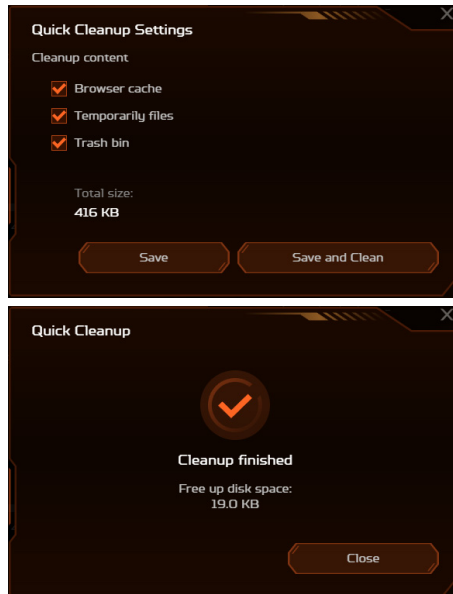 Quick Cleanup Settings
Cleanup content
Browser cache
Temporarily files
Trash bin
Total size:
416 KB
Save
Save and Clean
Quick Cleanup
Cleanup finished
Free up disk space:
19.0 KB
Close